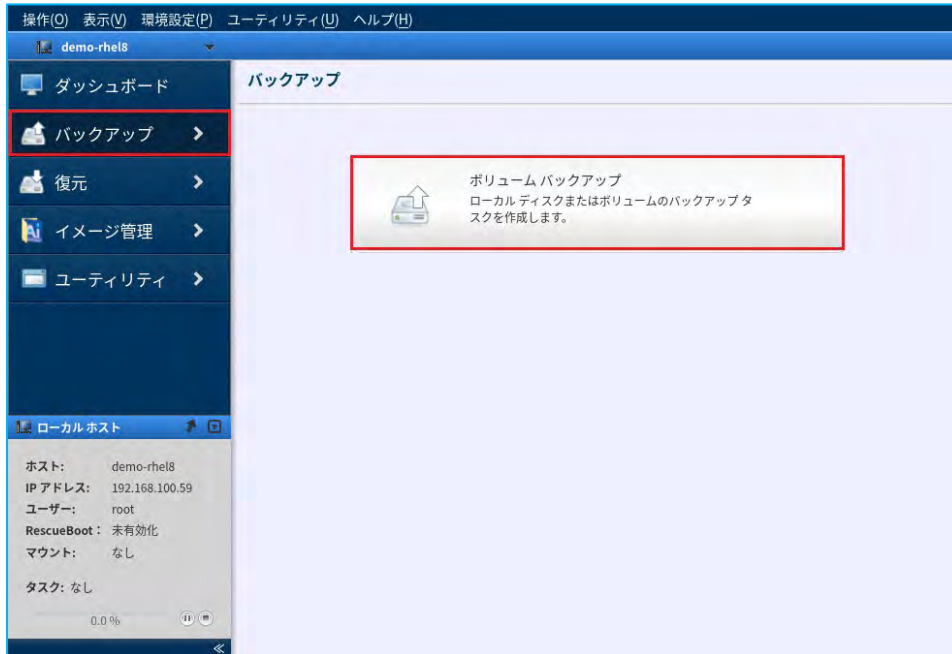 操作(O) 表示(V) 環境設定(P) ユーティリティ(U) ヘルプ(H)
demo-rhel8
ダッシュボード
バックアップ
復元
イメージ管理
ユーティリティ
バックアップ
ボリューム バックアップ
ローカル ディスクまたはボリュームのバックアップ タ
スクを作成します。
ローカル ホスト
ホスト: demo-rhel8
IP アドレス: 192.168.100.59
ユーザー: root
RescueBoot: 未有効化
マウント: なし
タスク: なし
0.0 %